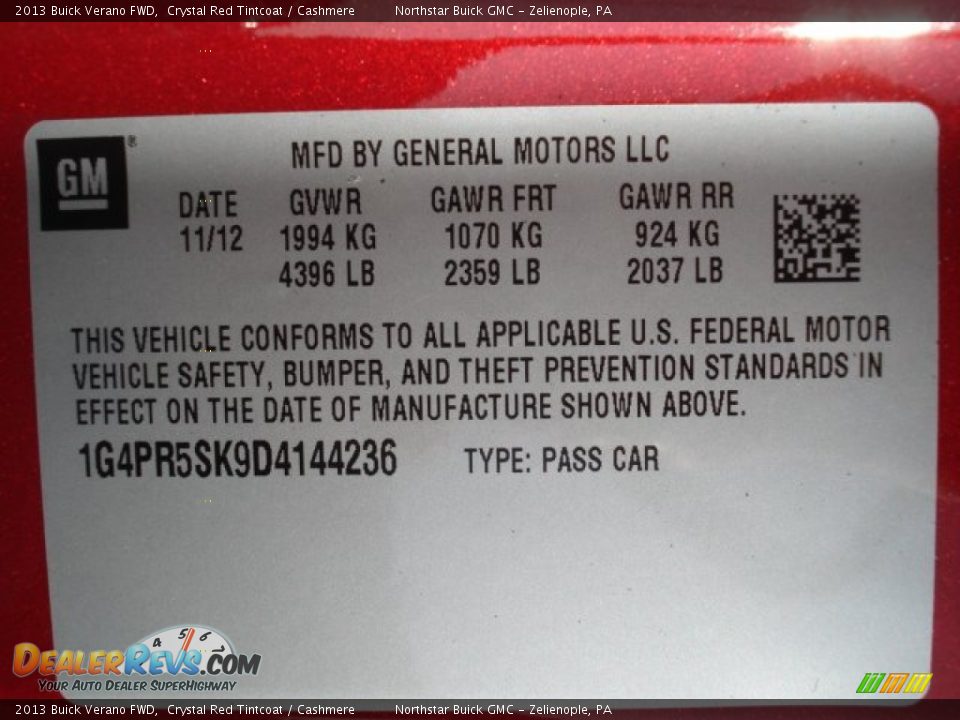 2013 Buick Verano FWD, Crystal Red Tintcoat / Cashmere Northstar Buick GMC - Zelienople, PA
GM ®
MFD BY GENERAL MOTORS LLC
DATE GVWR GAWR FRT GAWR RR
11/12 1994 KG 1070 KG 924 KG
4396 LB 2359 LB 2037 LB
THIS VEHICLE CONFORMS TO ALL APPLICABLE U.S. FEDERAL MOTOR
VEHICLE SAFETY, BUMPER, AND THEFT PREVENTION STANDARDS IN
EFFECT ON THE DATE OF MANUFACTURE SHOWN ABOVE.
1G4PR5SK9D4144236 TYPE: PASS CAR
4 5 6 7
DEALERREVS.COM
YOUR AUTO DEALER SUPERHIGHWAY
2013 Buick Verano FWD, Crystal Red Tintcoat / Cashmere Northstar Buick GMC - Zelienople, PA